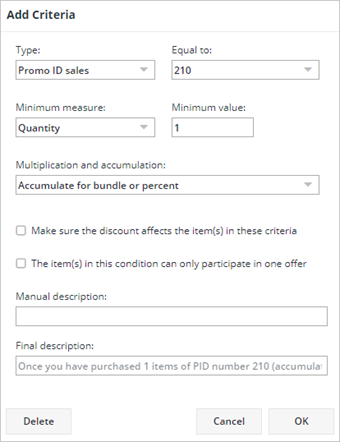 Add Criteria
Type: Equal to:
Promo ID sales 210
Minimum measure: Minimum value:
Quantity 1
Multiplication and accumulation:
Accumulate for bundle or percent
Make sure the discount affects the item(s) in these criteria
The item(s) in this condition can only participate in one offer
Manual description:
Final description:
Once you have purchased 1 items of PID number 210 (accumulat
Delete Cancel OK